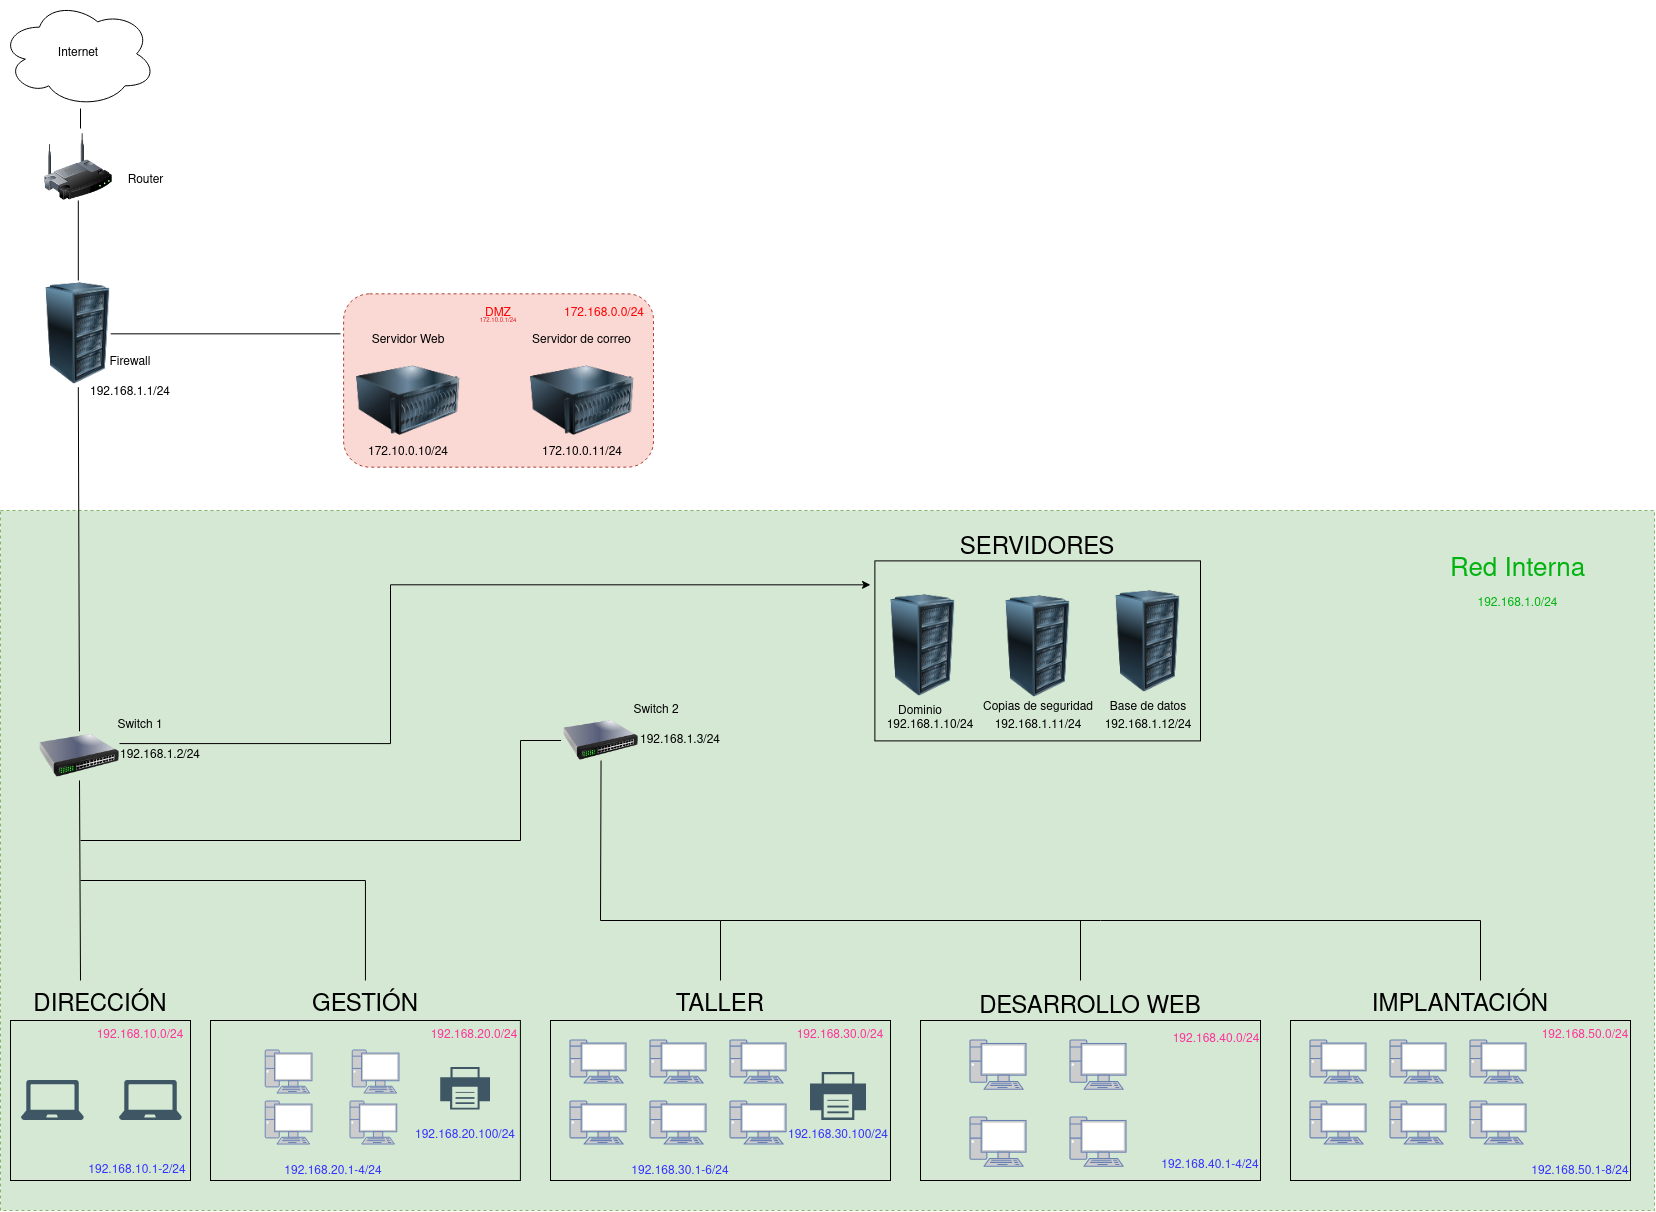 Internet
Router
Firewall
192.168.1.1/24
DMZ
172.10.0.1/24
172.168.0.0/24
Servidor Web
Servidor de correo
172.10.0.10/24
172.10.0.11/24
SERVIDORES
Red Interna
192.168.1.0/24
Dominio
192.168.1.10/24
Copias de seguridad
192.168.1.11/24
Base de datos
192.168.1.12/24
Switch 1
192.168.1.2/24
Switch 2
192.168.1.3/24
DIRECCIÓN
192.168.10.0/24
192.168.10.1-2/24
GESTIÓN
192.168.20.0/24
192.168.20.100/24
192.168.20.1-4/24
TALLER
192.168.30.0/24
192.168.30.100/24
192.168.30.1-6/24
DESARROLLO WEB
192.168.40.0/24
192.168.40.1-4/24
IMPLANTACIÓN
192.168.50.0/24
192.168.50.1-8/24